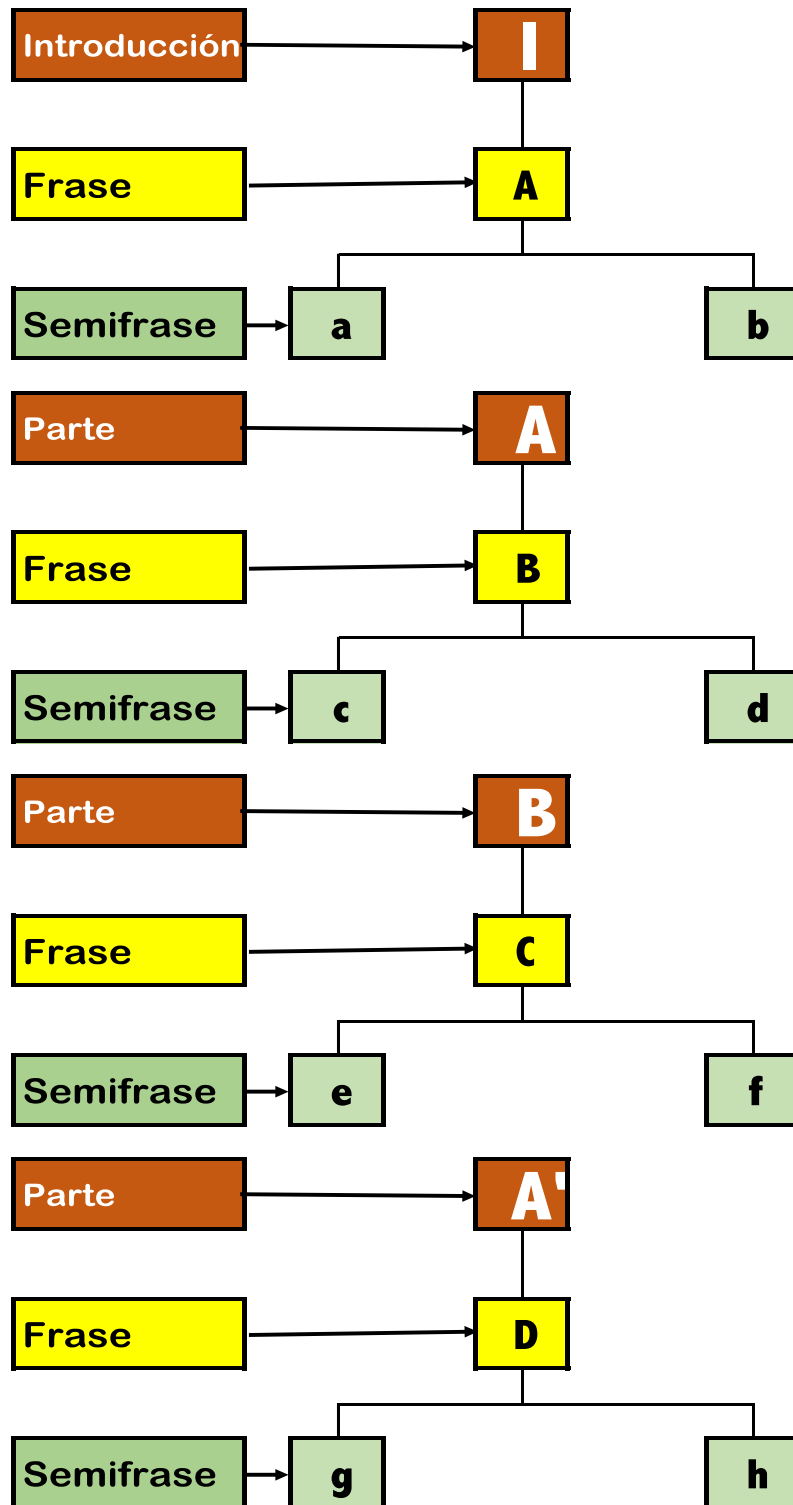 Introducción I
Frase A
Semifrase a b
Parte A
Frase B
Semifrase c d
Parte B
Frase C
Semifrase e f
Parte A'
Frase D
Semifrase g h